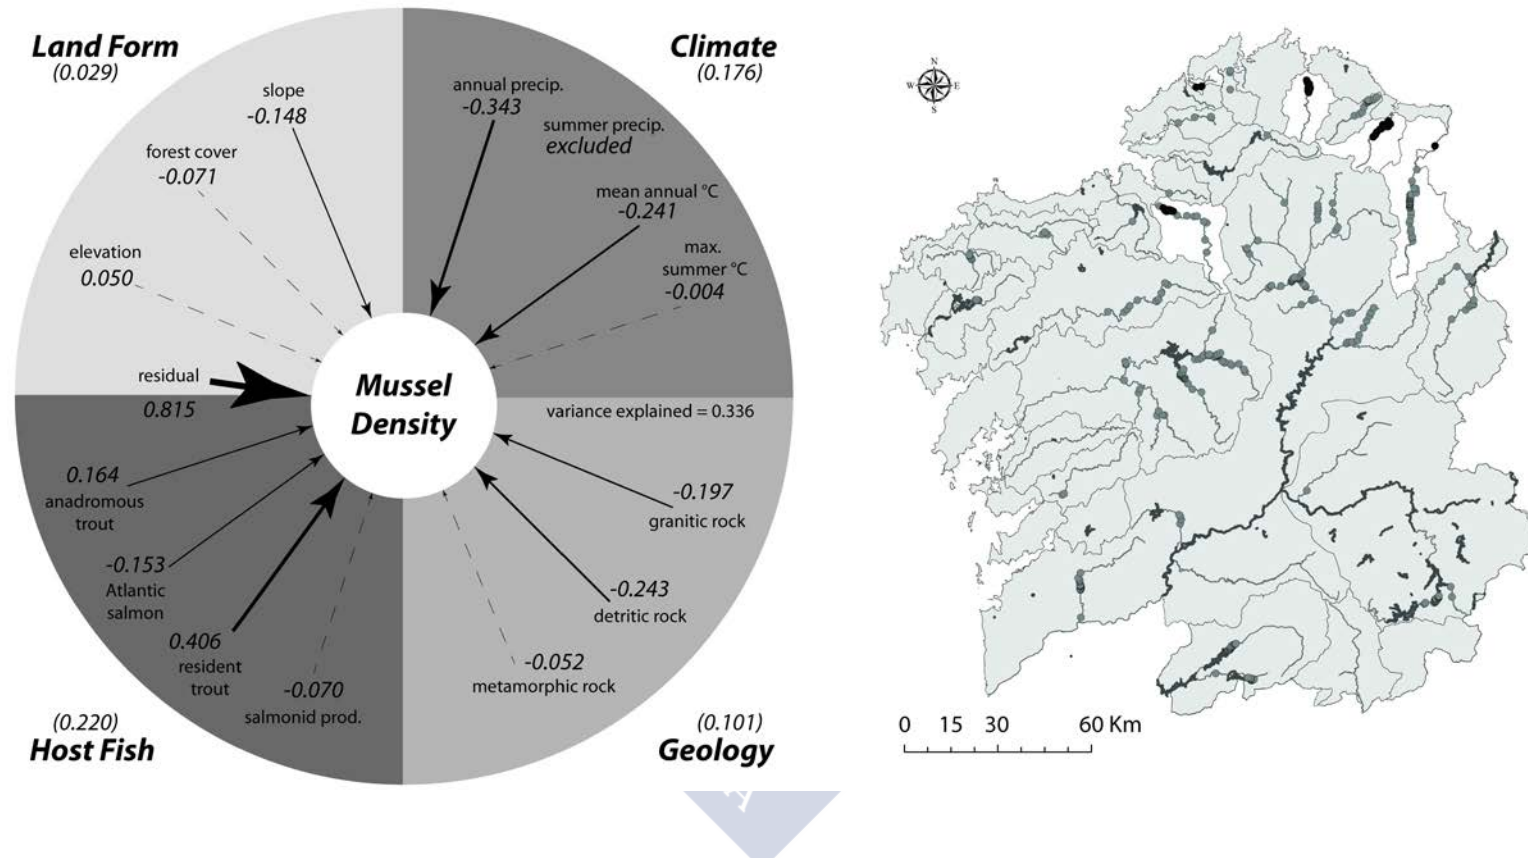 Land Form
(0.029)
Climate
(0.176)
slope
-0.148
annual precip.
-0.343
summer precip.
excluded
forest cover
-0.071
mean annual °C
-0.241
elevation
0.050
max.
summer °C
-0.004
residual
0.815
Mussel
Density
variance explained = 0.336
0.164
anadromous
trout
-0.197
granitic rock
-0.153
Atlantic
salmon
-0.243
detritic rock
0.406
resident
trout
-0.070
salmonid prod.
-0.052
metamorphic rock
(0.220)
Host Fish
(0.101)
Geology
N
W
E
S
0 15 30 60 Km
A